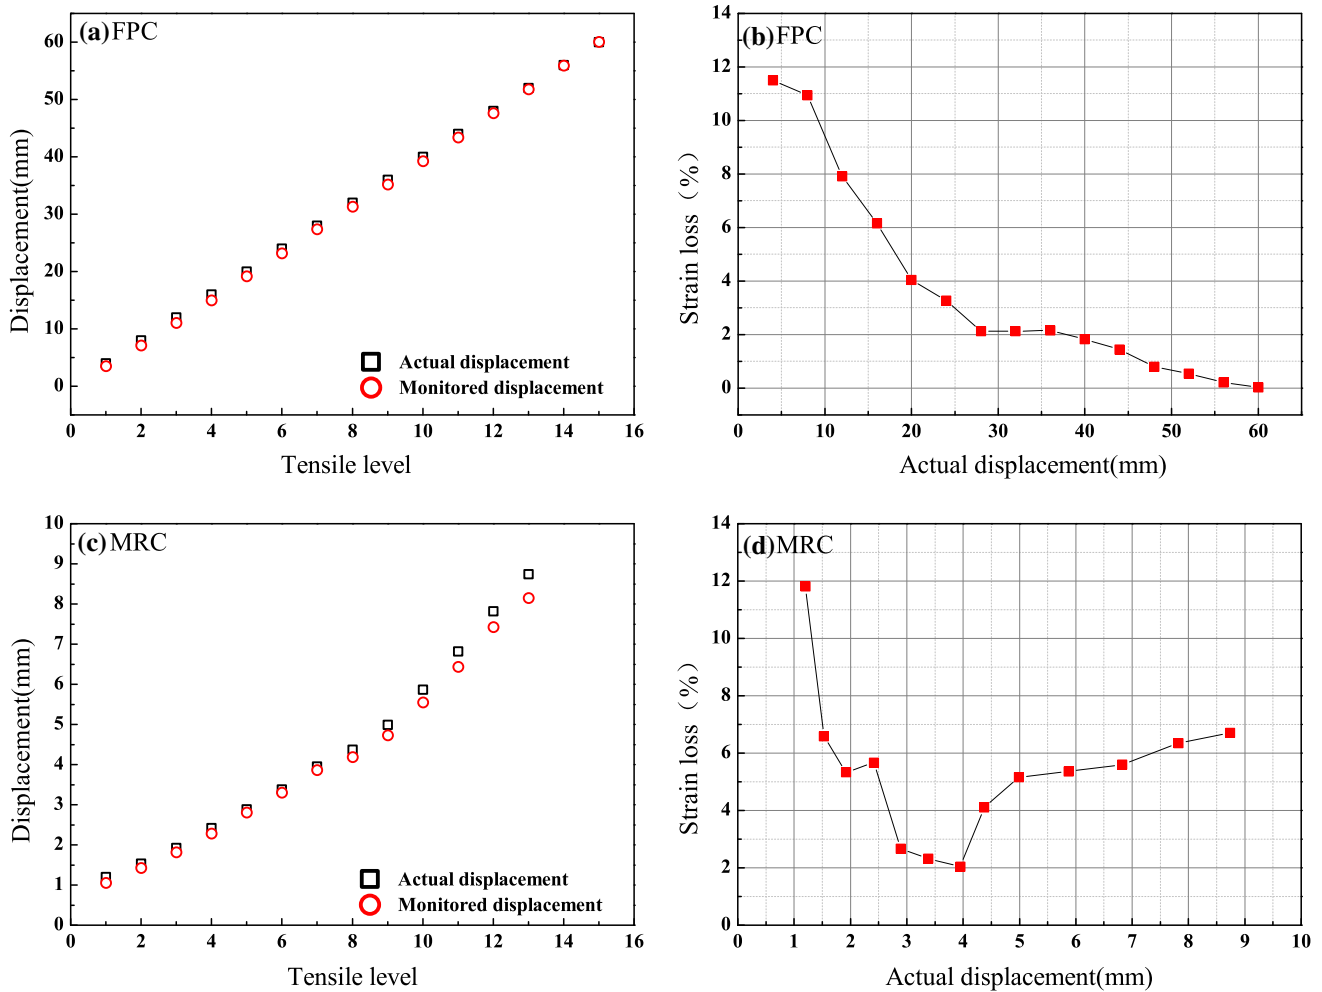 (a) FPC
60
50
40
30
20
10
0
0 2 4 6 8 10 12 14 16
Displacement(mm)
Tensile level
Actual displacement
Monitored displacement
(b) FPC
14
12
10
8
6
4
2
0
0 10 20 30 40 50 60
Strain loss (%)
Actual displacement(mm)
(c) MRC
10
9
8
7
6
5
4
3
2
1
0
0 2 4 6 8 10 12 14 16
Displacement(mm)
Tensile level
Actual displacement
Monitored displacement
(d) MRC
14
12
10
8
6
4
2
0
0 1 2 3 4 5 6 7 8 9 10
Strain loss (%)
Actual displacement(mm)